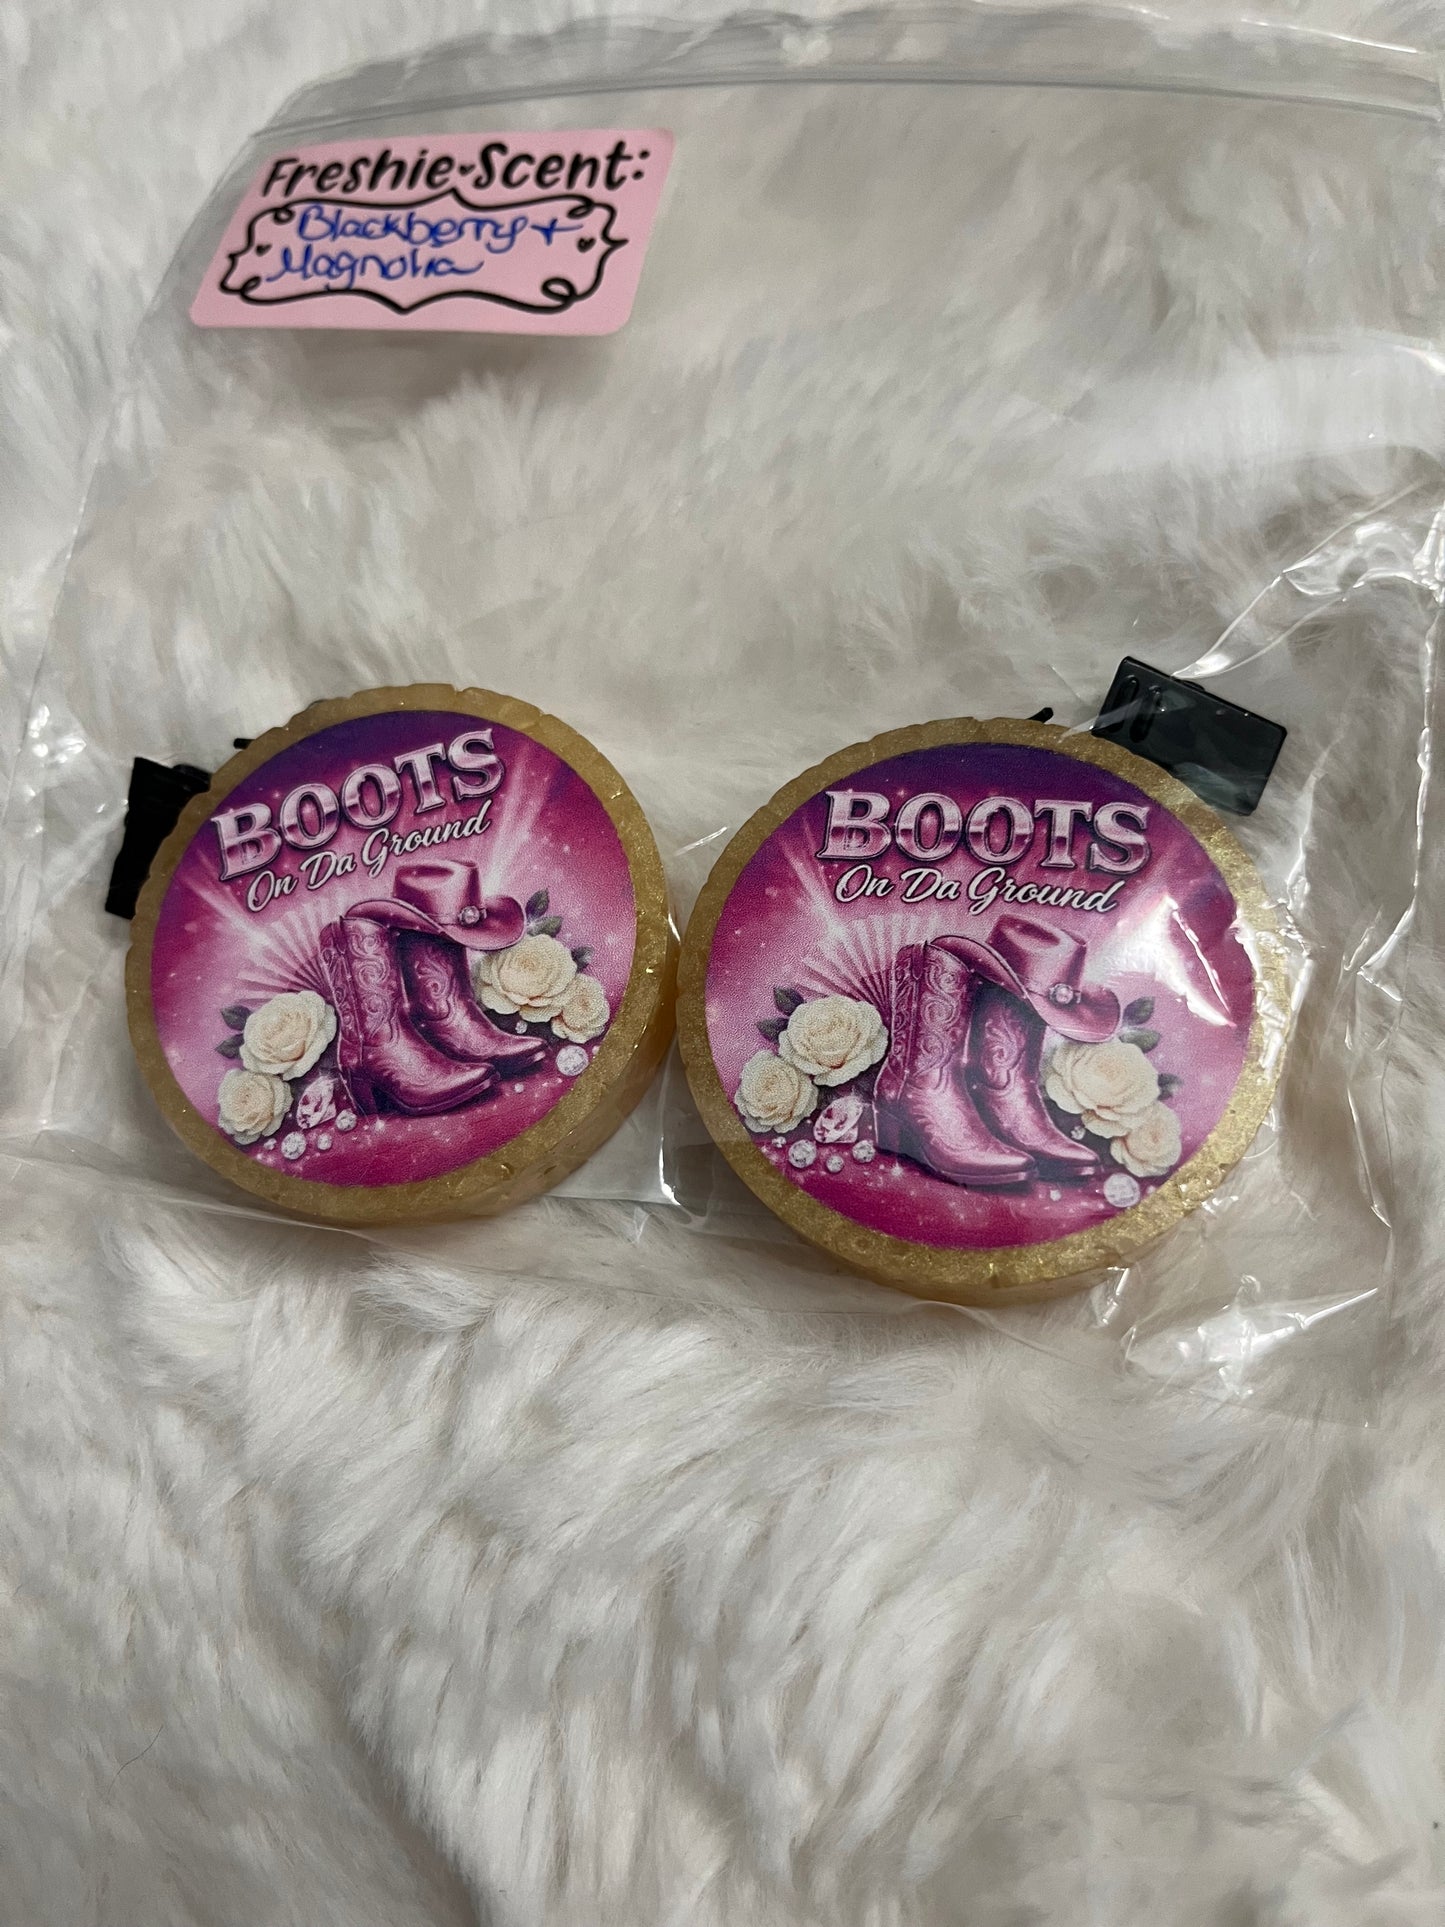 Freshie Scent:
Blackberry +
Magnolia
BOOTS
On Da Ground
BOOTS
On Da Ground